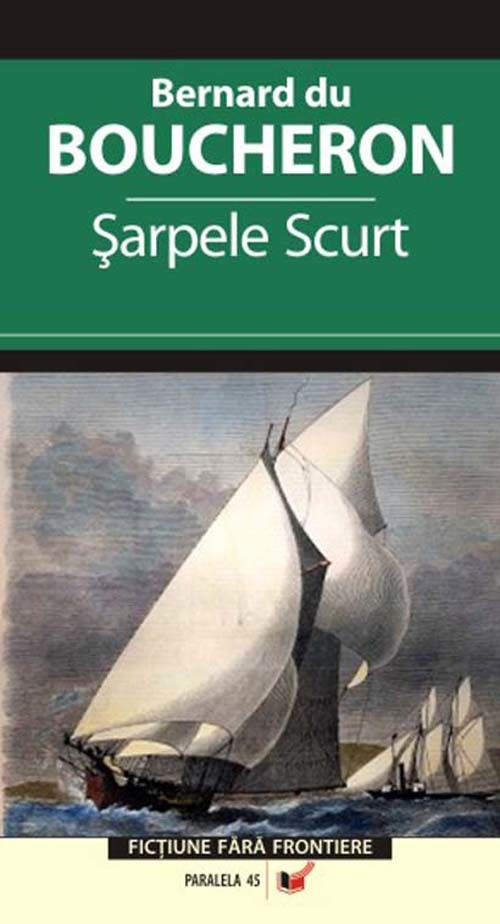 Bernard du
BOUCHERON
Şarpele Scurt
FICŢIUNE FĂRĂ FRONTIERE
PARALELA 45